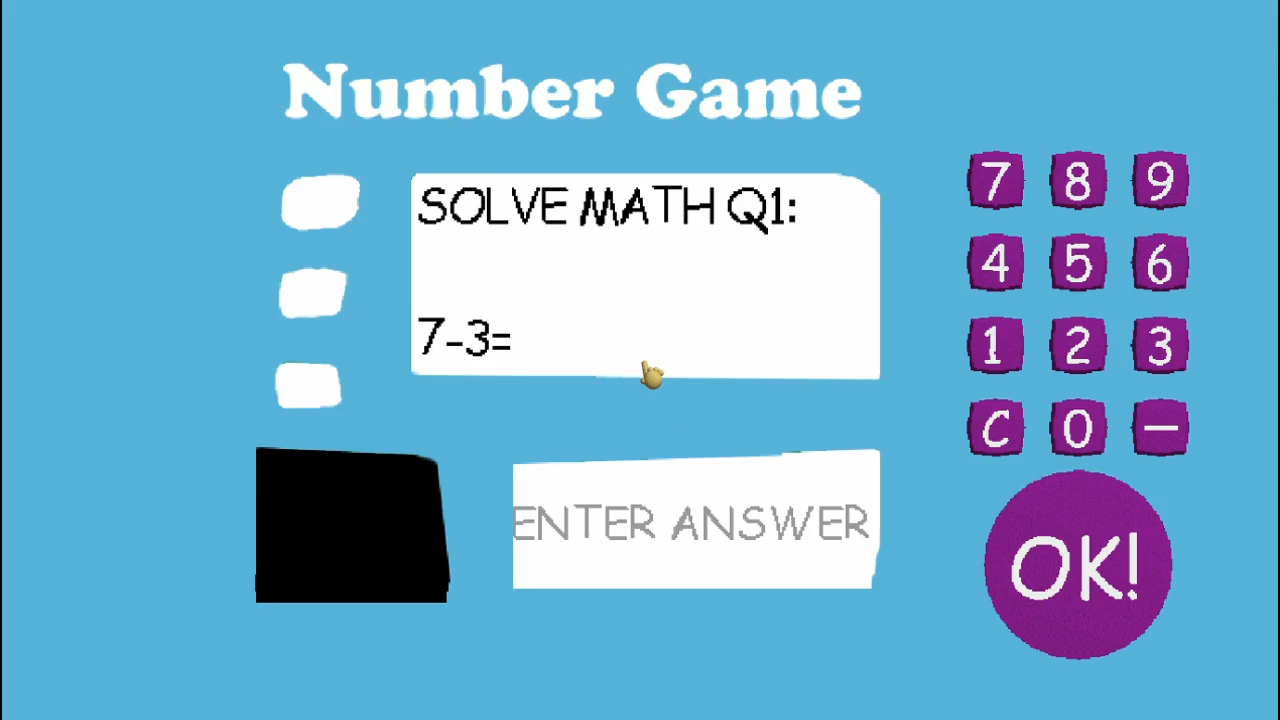 Number Game
SOLVE MATH Q1:
7-3=
ENTER ANSWER
7 8 9
4 5 6
1 2 3
C 0 -
OK!